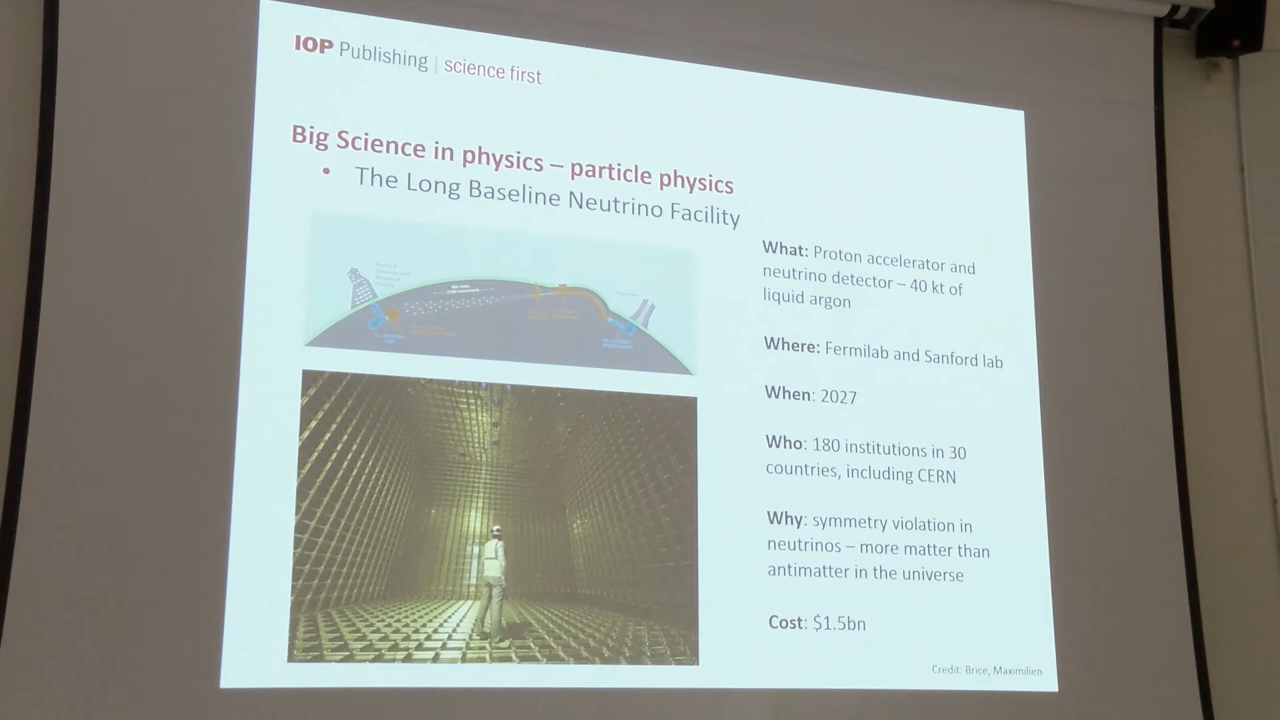 IOP Publishing | science first
Big Science in physics – particle physics
• The Long Baseline Neutrino Facility
What: Proton accelerator and
neutrino detector – 40 kt of
liquid argon
Where: Fermilab and Sanford lab
When: 2027
Who: 180 institutions in 30
countries, including CERN
Why: symmetry violation in
neutrinos – more matter than
antimatter in the universe
Cost: $1.5bn
Credit: Brice, Maximilien